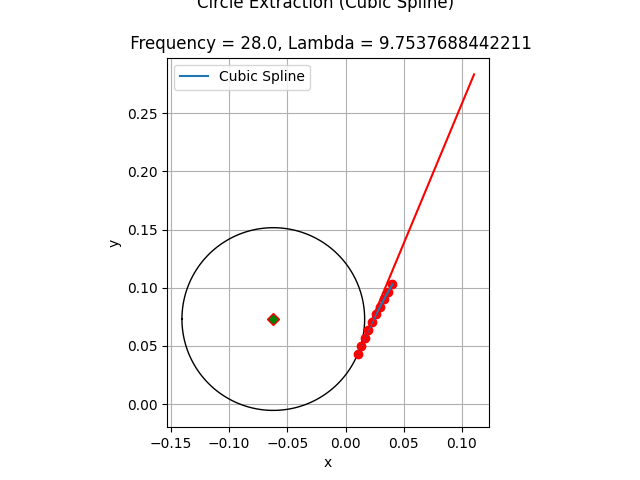 Circle Extraction (Cubic Spline)
Frequency = 28.0, Lambda = 9.7537688442211
Cubic Spline
y
0.25
0.20
0.15
0.10
0.05
0.00
−0.15 −0.10 −0.05 0.00 0.05 0.10
x